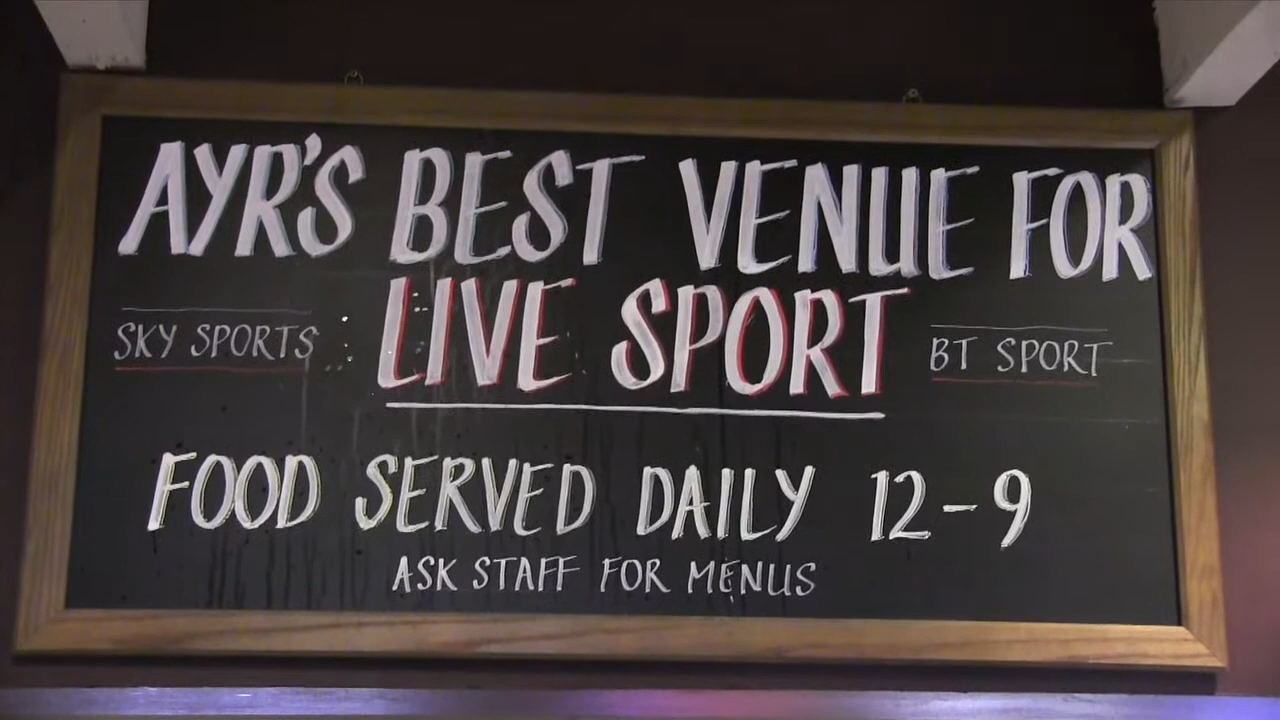 AYR'S BEST VENUE FOR
LIVE SPORT
SKY SPORTS
BT SPORT
FOOD SERVED DAILY 12-9
ASK STAFF FOR MENUS